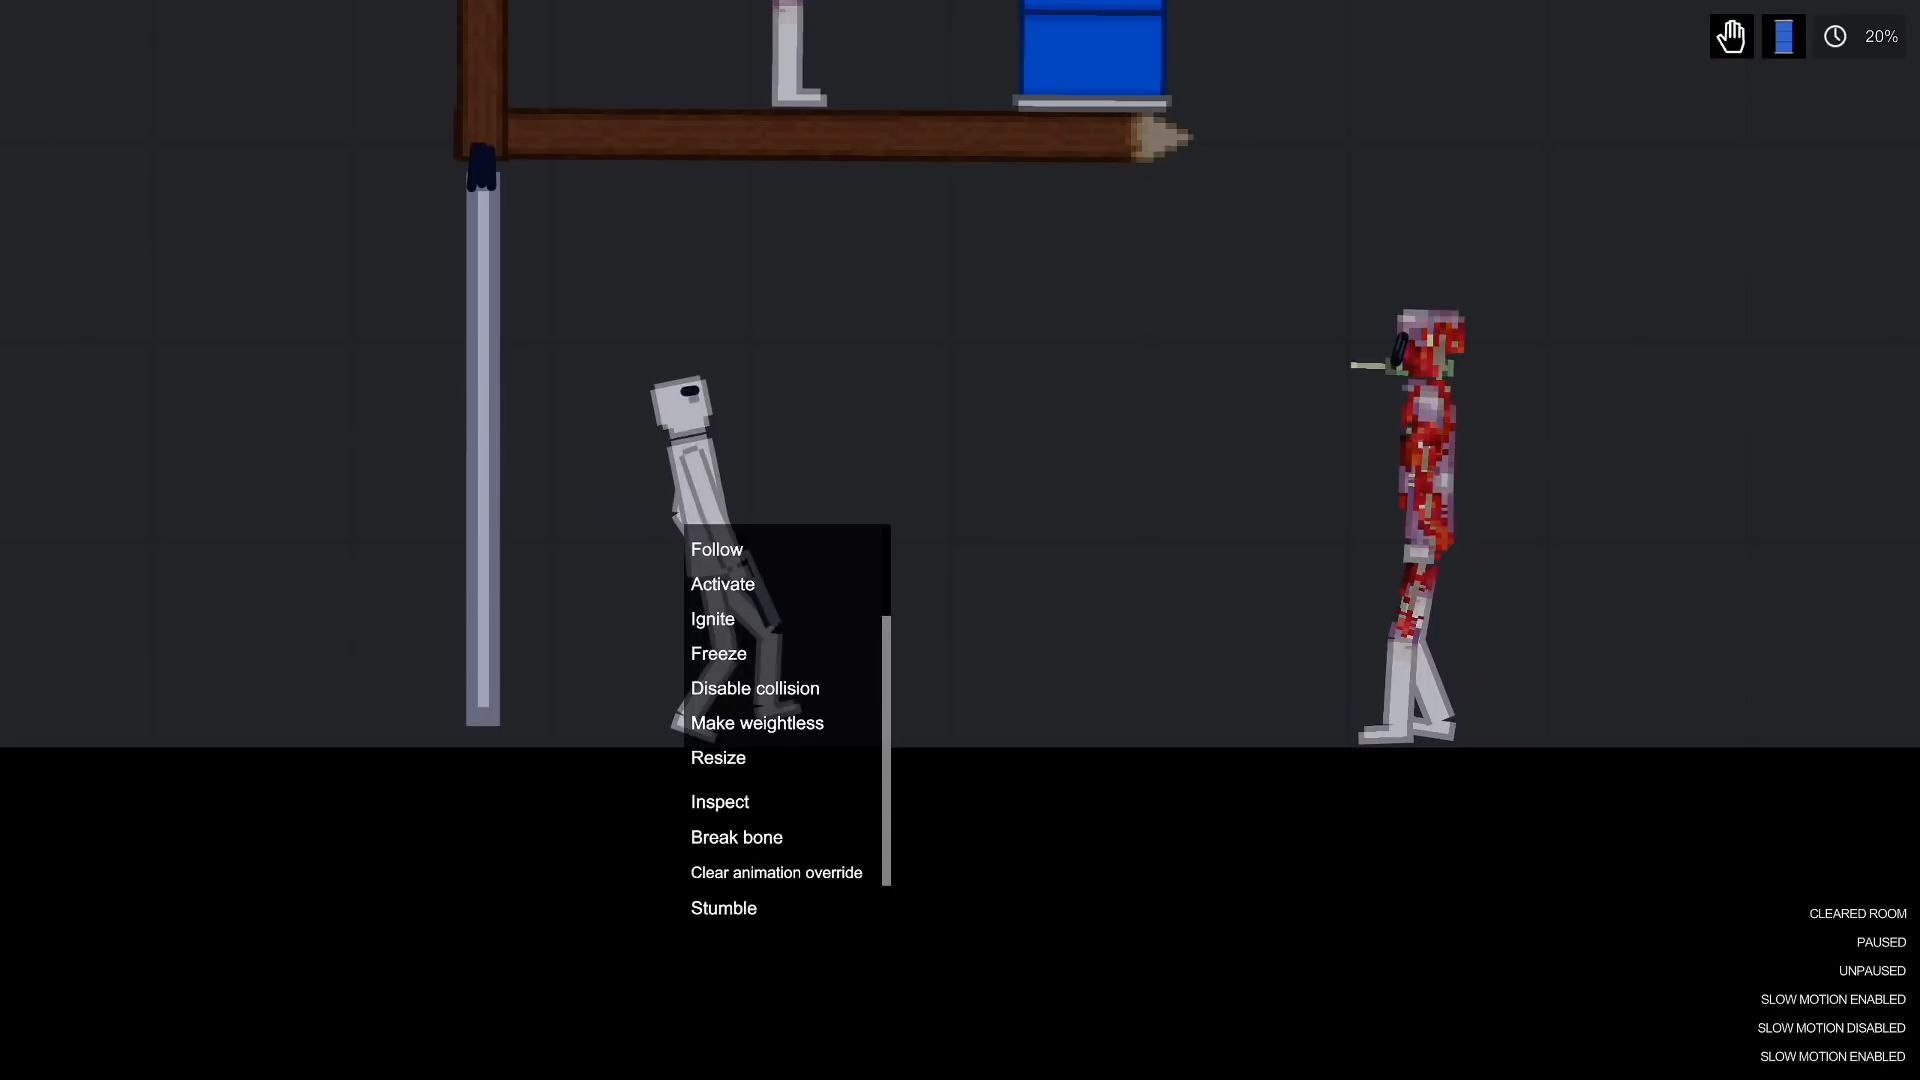 20%
Follow
Activate
Ignite
Freeze
Disable collision
Make weightless
Resize
Inspect
Break bone
Clear animation override
Stumble
CLEARED ROOM
PAUSED
UNPAUSED
SLOW MOTION ENABLED
SLOW MOTION DISABLED
SLOW MOTION ENABLED